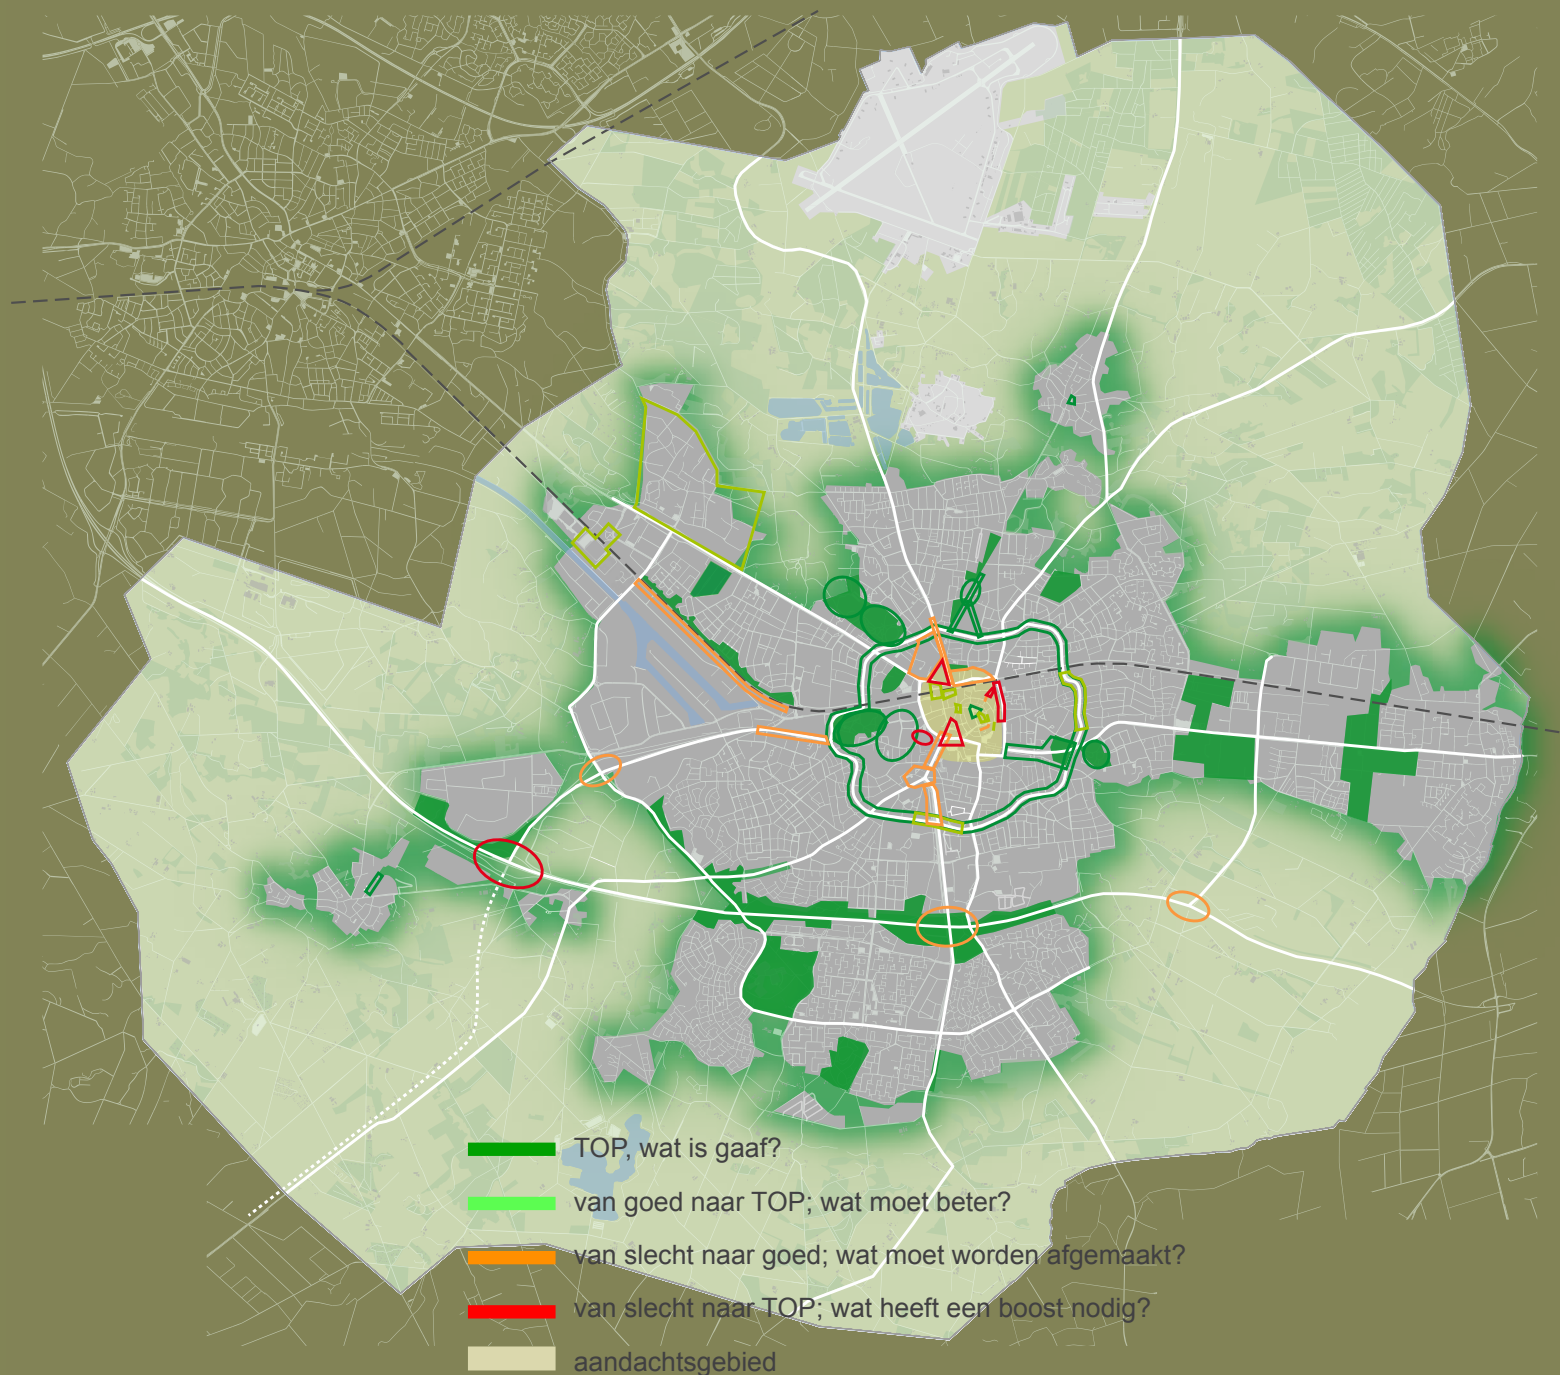 TOP, wat is gaaf?
van goed naar TOP; wat moet beter?
van slecht naar goed; wat moet worden afgemaakt?
van slecht naar TOP; wat heeft een boost nodig?
aandachtsgebied